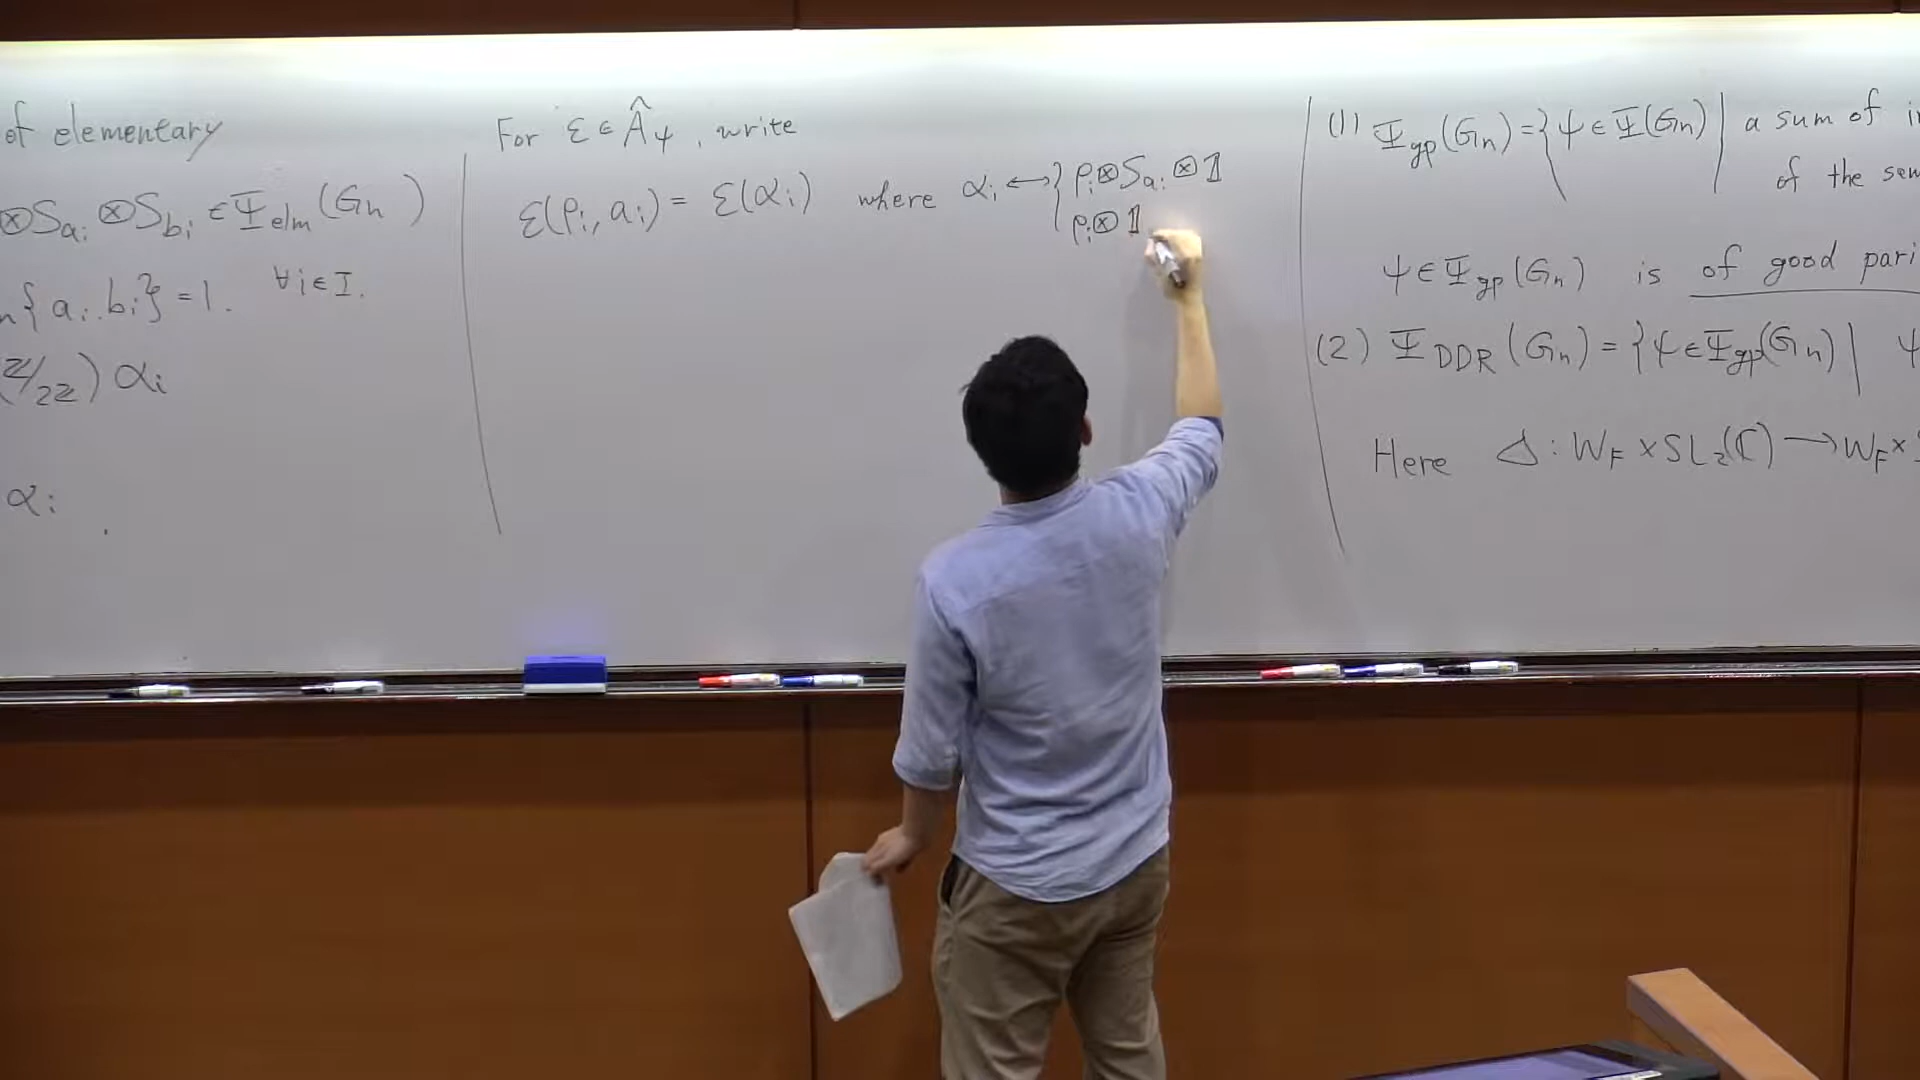 of elementary
⊗S_{a_i} ⊗S_{b_i} ∈ Ψ_{elm}(G_n)
{a_i, b_i} = 1. ∀i∈I.
(ℤ/2ℤ) α_i
α_i
For ε ∈ Â_ψ, write
ε(ρ_i, a_i) = ε(α_i) where α_i ↔ { ρ_i⊗S_{a_i}⊗𝟙
ρ_i⊗𝟙
(1) Ψ_{gp}(G_n) = { ψ ∈ Ψ(G_n) | a sum of
of the
ψ ∈ Ψ_{gp}(G_n) is of good
(2) Ψ_{DDR}(G_n) = { ψ ∈ Ψ_{gp}(G_n) | ψ
Here Δ : W_F × SL_2(ℂ) → W_F ×